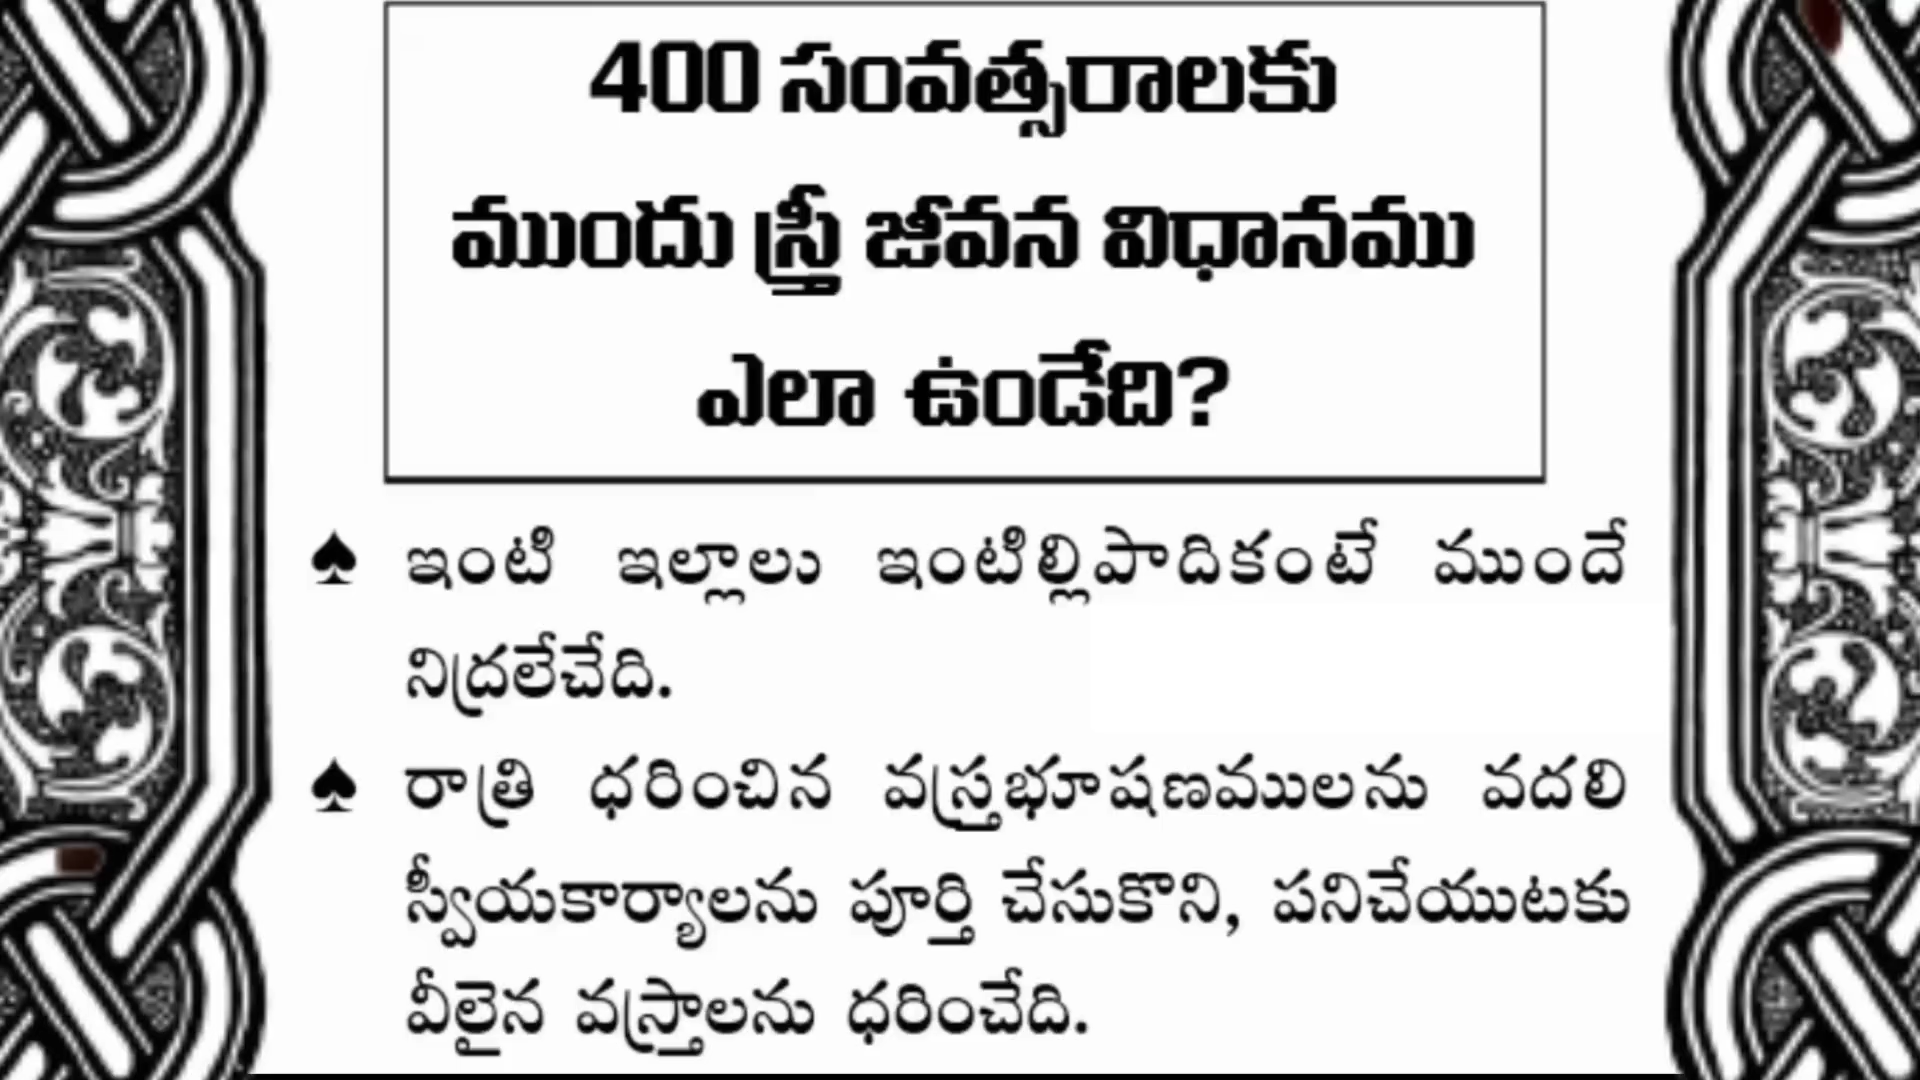 400 సంవత్సరాలకు
ముందు స్త్రీ జీవన విధానము
ఎలా ఉండేది?
♠ ఇంటి ఇల్లాలు ఇంటిల్లిపాదికంటే ముందే
నిద్రలేచేది.
♠ రాత్రి ధరించిన వస్త్రభూషణములను వదలి
స్వీయకార్యాలను పూర్తి చేసుకొని, పనిచేయుటకు
వీలైన వస్త్రాలను ధరించేది.